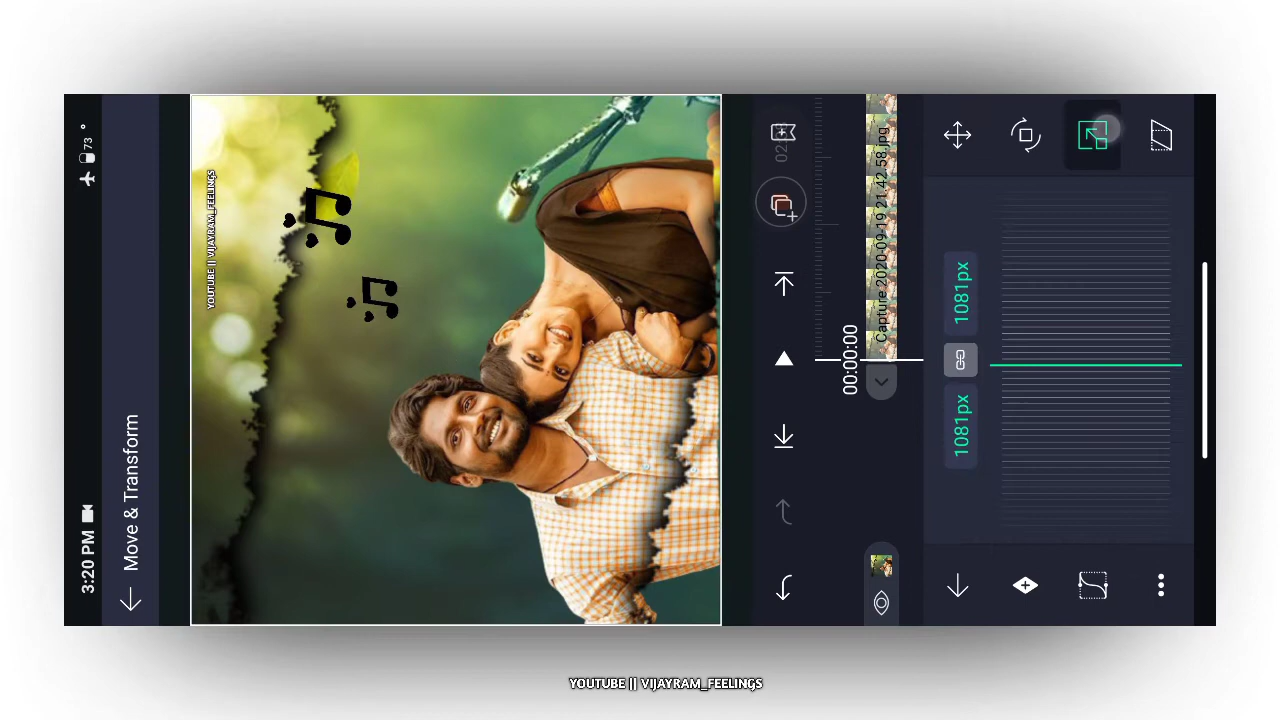 3:20 PM
73
Move & Transform
YOUTUBE || VIJAYRAM_FEELINGS
00:00:00
Capture 2020-09-19 21.42.58.jpg
1081px
1081px
YOUTUBE || VIJAYRAM_FEELINGS